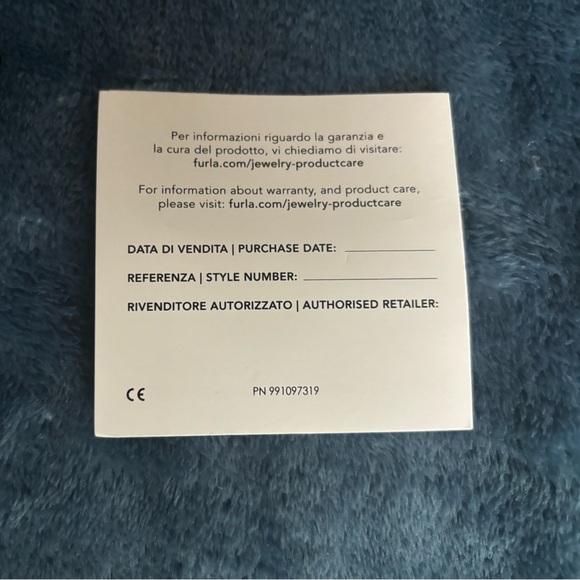 Per informazioni riguardo la garanzia e
la cura del prodotto, vi chiediamo di visitare:
furla.com/jewelry-productcare
For information about warranty, and product care,
please visit: furla.com/jewelry-productcare
DATA DI VENDITA | PURCHASE DATE:
REFERENZA | STYLE NUMBER:
RIVENDITORE AUTORIZZATO | AUTHORISED RETAILER:
CE PN 991097319